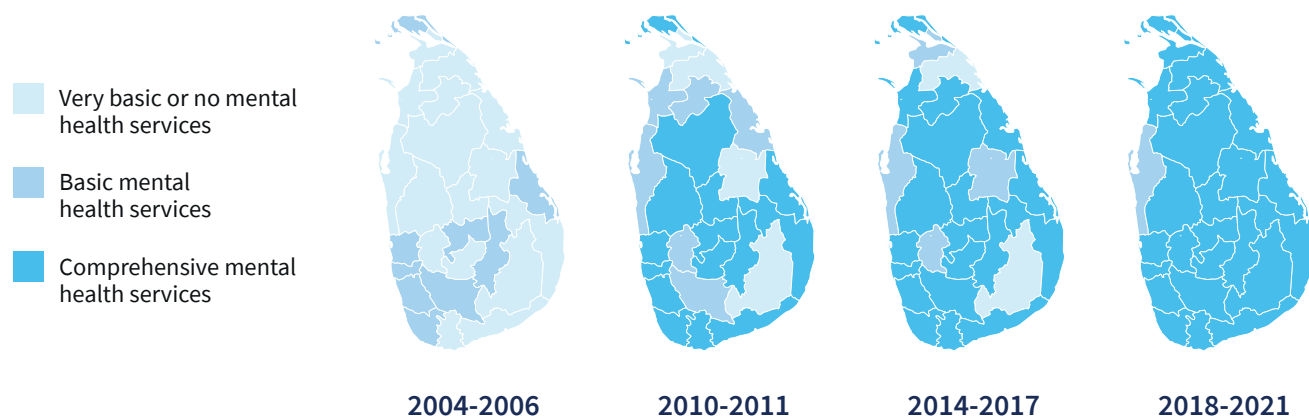 Very basic or no mental
health services
Basic mental
health services
Comprehensive mental
health services
2004-2006
2010-2011
2014-2017
2018-2021